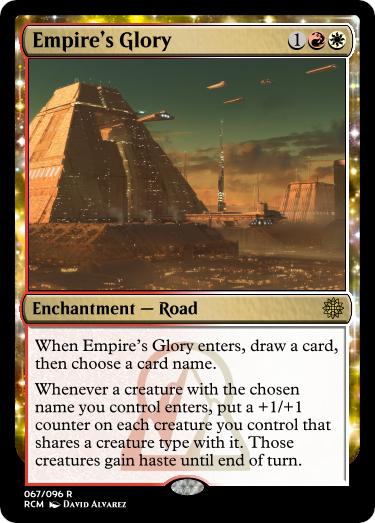 Empire's Glory 1
Enchantment — Road
When Empire's Glory enters, draw a card,
then choose a card name.
Whenever a creature with the chosen
name you control enters, put a +1/+1
counter on each creature you control that
shares a creature type with it. Those
creatures gain haste until end of turn.
067/096 R
RCM David Alvarez